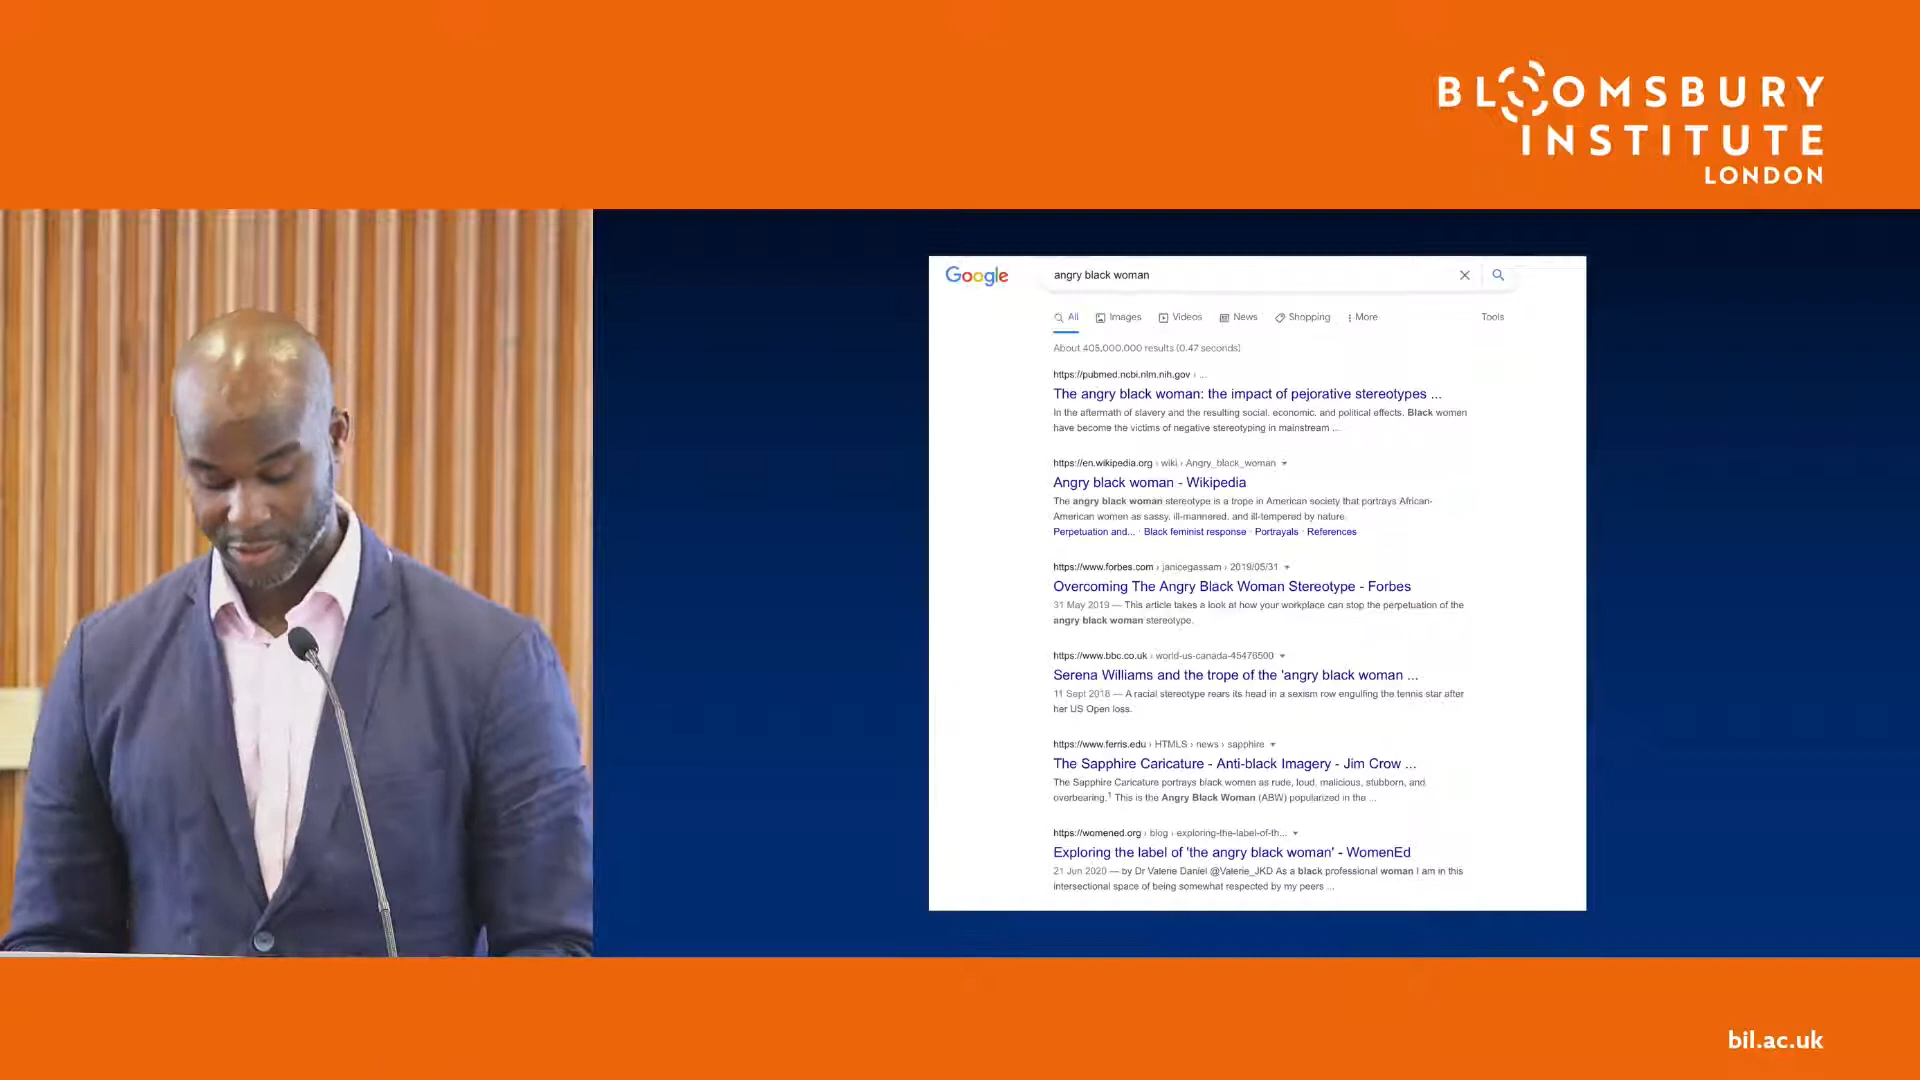 BLOOMSBURY
INSTITUTE
LONDON
Google
angry black woman
All Images Videos News Shopping More Tools
About 405,000,000 results (0.47 seconds)
https://pubmed.ncbi.nlm.nih.gov › ...
The angry black woman: the impact of pejorative stereotypes ...
In the aftermath of slavery and the resulting social, economic, and political effects, Black women
have become the victims of negative stereotyping in mainstream ...
https://en.wikipedia.org › wiki › Angry_black_woman
Angry black woman - Wikipedia
The angry black woman stereotype is a trope in American society that portrays African-
American women as sassy, ill-mannered, and ill-tempered by nature.
Perpetuation and... · Black feminist response · Portrayals · References
https://www.forbes.com › janicegassam › 2019/05/31
Overcoming The Angry Black Woman Stereotype - Forbes
31 May 2019 — This article takes a look at how your workplace can stop the perpetuation of the
angry black woman stereotype.
https://www.bbc.co.uk › world-us-canada-45476500
Serena Williams and the trope of the 'angry black woman ...
11 Sept 2018 — A racial stereotype rears its head in a sexism row engulfing the tennis star after
her US Open loss.
https://www.ferris.edu › HTMLS › news › sapphire
The Sapphire Caricature - Anti-black Imagery - Jim Crow ...
The Sapphire Caricature portrays black women as rude, loud, malicious, stubborn, and
overbearing.1 This is the Angry Black Woman (ABW) popularized in the ...
https://womened.org › blog › exploring-the-label-of-th...
Exploring the label of 'the angry black woman' - WomenEd
21 Jun 2020 — by Dr Valerie Daniel @Valerie_JKD As a black professional woman I am in this
intersectional space of being somewhat respected by my peers ...
bil.ac.uk